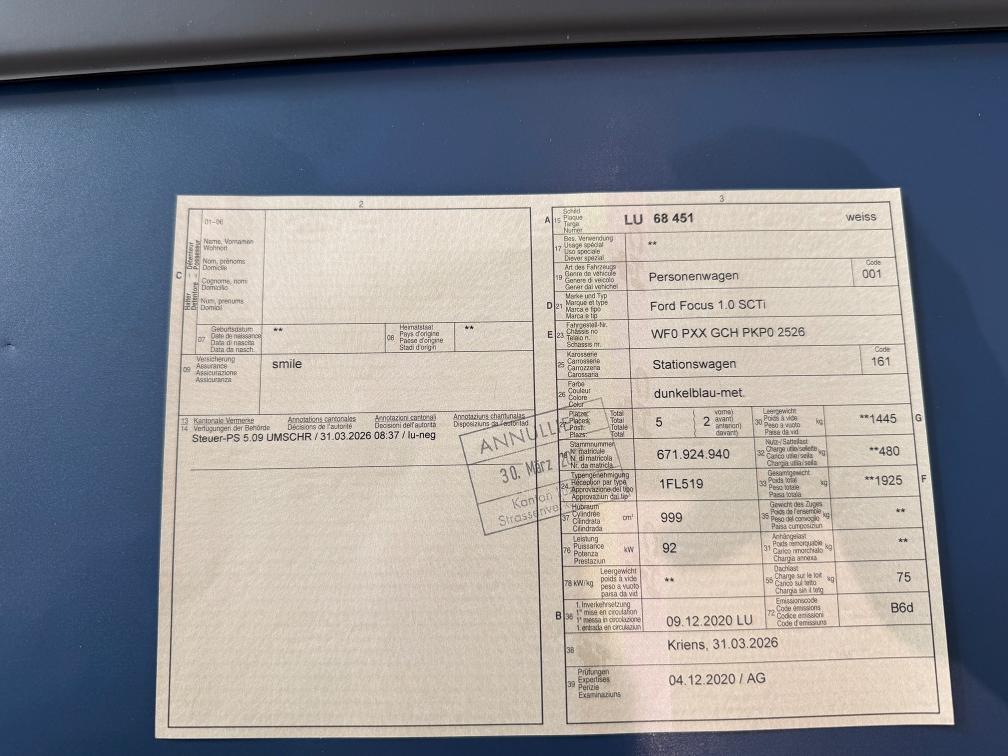 2
01-06
C
Halter
Détenteur
Detentore
Possessur
Name, Vornamen
Wohnort
Nom, prénoms
Domicile
Cognome, nomi
Domicilio
Num, prenums
Domicil
07
Geburtsdatum
Date de naissance
Data di nascita
Data da nasch.
**
08
Heimatstaat
Pays d'origine
Paese d'origine
Stadi d'origin
**
09
Versicherung
Assurance
Assicurazione
Assicuranza
smile
13 Kantonale Vermerke Annotations cantonales Annotazioni cantonali Annotaziuns chantunalas
14 Verfügungen der Behörde Décisions de l'autorité Decisioni dell'autorità Disposiziuns da l'autoritad
Steuer-PS 5.09 UMSCHR / 31.03.2026 08:37 / lu-neg
30. März
Kanton
3
A 15
Schild
Plaque
Targa
Numer
LU 68 451 weiss
17
Bes. Verwendung
Usage spécial
Uso speciale
Diever spezial
**
19
Art des Fahrzeugs
Genre de véhicule
Genere di veicolo
Gener dal vehichel
Personenwagen
Code
001
D 21
Marke und Typ
Marque et type
Marca e tipo
Marca e tip
Ford Focus 1.0 SCTi
E 23
Fahrgestell-Nr.
Châssis no
Telaio n.
Schassis nr.
WF0 PXX GCH PKP0 2526
25
Karosserie
Carrosserie
Carrozzeria
Carossaria
Stationswagen
Code
161
26
Farbe
Couleur
Colore
Color
dunkelblau-met.
Plätze: Total
Places: Total
Posti: Totale
Plazs: Total
5
2
vorne)
avant)
anteriori)
davant)
30
Leergewicht
Poids à vide
Peso a vuoto
Paisa da vid
kg
**1445
G
Stammnummer
N° matricule
N. di matricola
Nr. da matricla
671.924.940
32
Nutz-/Sattellast
Charge utile/sellette
Carico utile/sella
Chargia utila/sella
kg
**480
24
Typengenehmigung
Réception par type
Approvazione del tipo
Approvaziun dal tip
1FL519
33
Gesamtgewicht
Poids total
Peso totale
Paisa totala
kg
**1925
F
37
Hubraum
Cylindrée
Cilindrata
Cilindrada
cm³
999
35
Gewicht des Zuges
Poids de l'ensemble
Peso del convoglio
Paisa cumposiziun
kg
**
76
Leistung
Puissance
Potenza
Prestaziun
kW
92
31
Anhängelast
Poids remorquable
Carico rimorchiato
Chargia annexa
kg
**
78 kW/kg
Leergewicht
poids à vide
peso a vuoto
paisa da vid
**
55
Dachlast
Charge sur le toit
Carico sul tetto
Chargia sin il tetg
kg
75
B 36
1. Inverkehrsetzung
1re mise en circulation
1a messa in circolazione
1. entrada en circulaziun
09.12.2020 LU
72
Emissionscode
Code émissions
Codice emissioni
Code d'emissiuns
B6d
38
Kriens, 31.03.2026
39
Prüfungen
Expertises
Perizie
Examinaziuns
04.12.2020 / AG